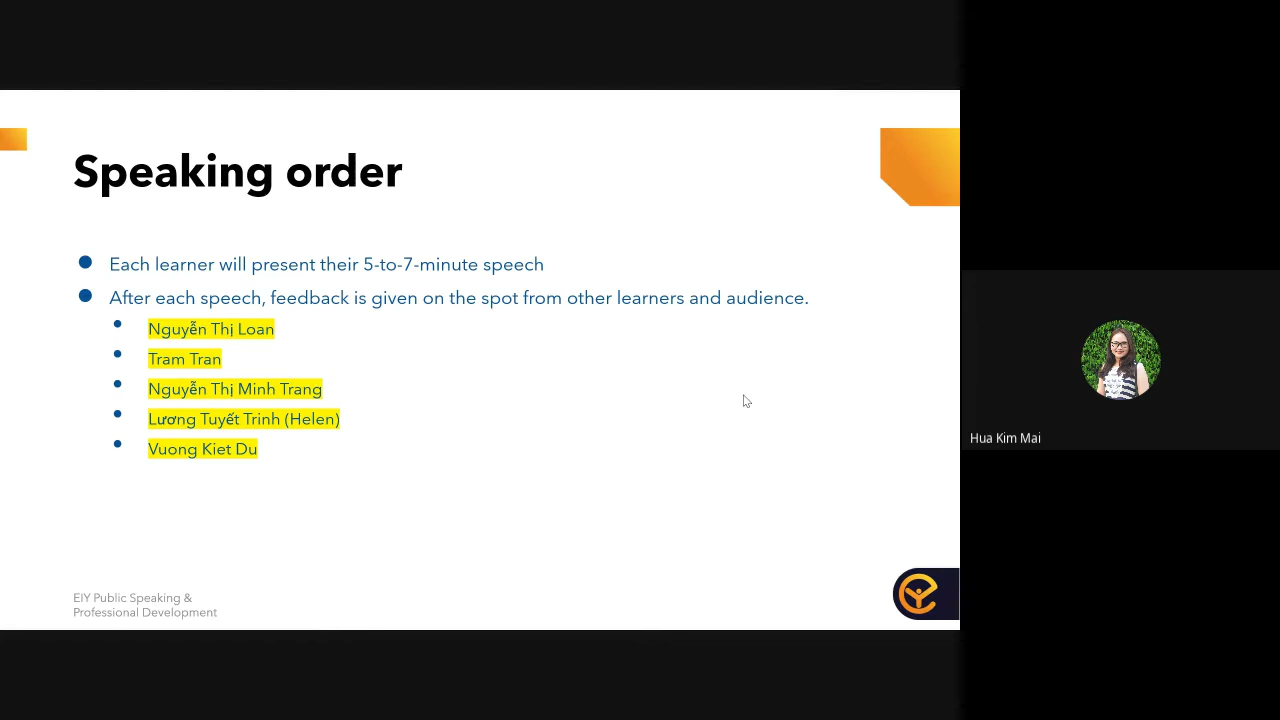 Speaking order
Each learner will present their 5-to-7-minute speech
After each speech, feedback is given on the spot from other learners and audience.
Nguyễn Thị Loan
Tram Tran
Nguyễn Thị Minh Trang
Lương Tuyết Trinh (Helen)
Vuong Kiet Du
EIY Public Speaking &
Professional Development
Hua Kim Mai